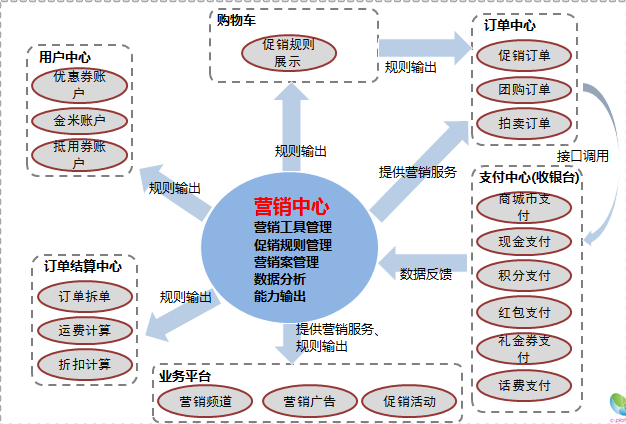 购物车
促销规则
展示
规则输出
订单中心
促销订单
团购订单
拍卖订单
用户中心
优惠券账
户
金米账户
抵用券账
户
规则输出
规则输出
提供营销服务
接口调用
营销中心
营销工具管理
促销规则管理
营销案管理
数据分析
能力输出
支付中心(收银台)
商城币支
付
现金支付
积分支付
红包支付
礼金券支
付
话费支付
数据反馈
订单结算中心
订单拆单
运费计算
折扣计算
规则输出
提供营销服务、
规则输出
业务平台
营销频道
营销广告
促销活动